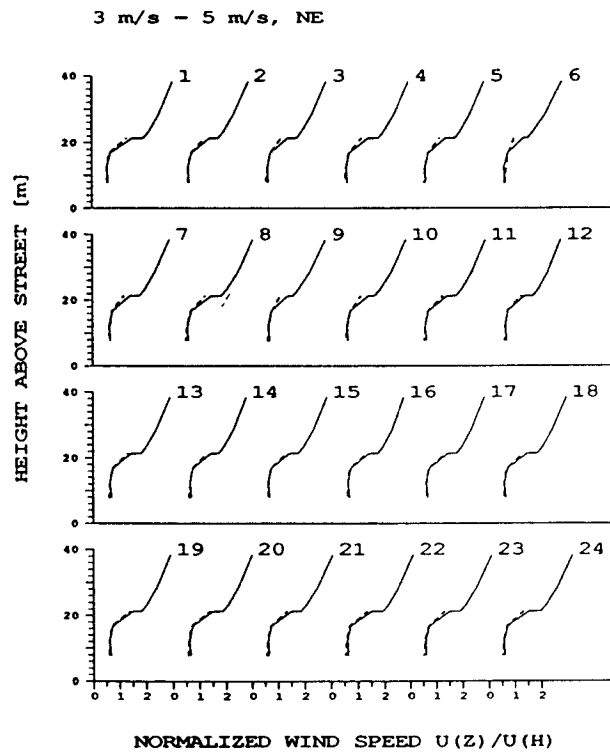 3 m/s - 5 m/s, NE
HEIGHT ABOVE STREET [m]
40 1 2 3 4 5 6
20
0
40 7 8 9 10 11 12
20
0
40 13 14 15 16 17 18
20
0
40 19 20 21 22 23 24
20
0
0 1 2 0 1 2 0 1 2 0 1 2 0 1 2 0 1 2
NORMALIZED WIND SPEED U(Z)/U(H)